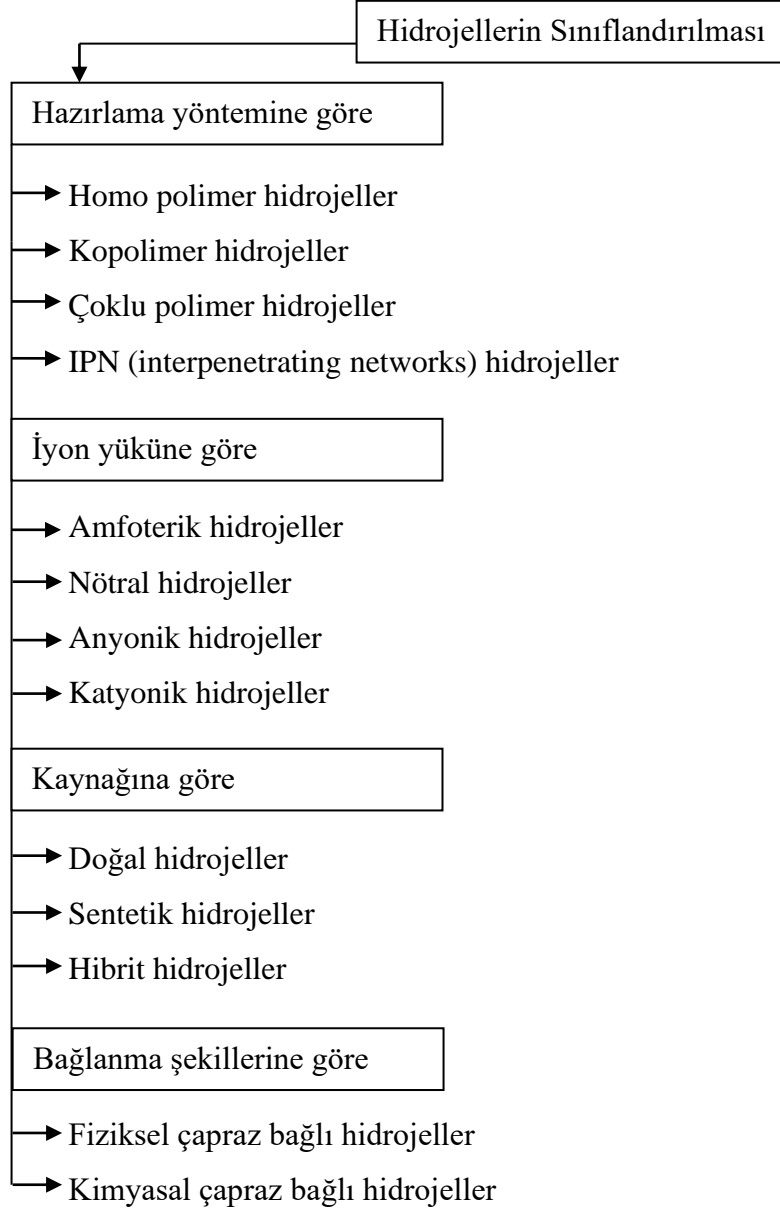 Hidrojellerin Sınıflandırılması
Hazırlama yöntemine göre
Homo polimer hidrojeller
Kopolimer hidrojeller
Çoklu polimer hidrojeller
IPN (interpenetrating networks) hidrojeller
İyon yüküne göre
Amfoterik hidrojeller
Nötral hidrojeller
Anyonik hidrojeller
Katyonik hidrojeller
Kaynağına göre
Doğal hidrojeller
Sentetik hidrojeller
Hibrit hidrojeller
Bağlanma şekillerine göre
Fiziksel çapraz bağlı hidrojeller
Kimyasal çapraz bağlı hidrojeller